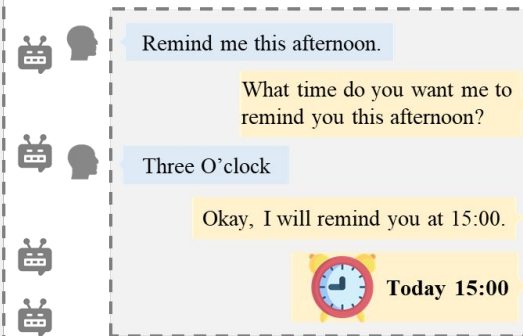 Remind me this afternoon.
What time do you want me to
remind you this afternoon?
Three O’clock
Okay, I will remind you at 15:00.
Today 15:00